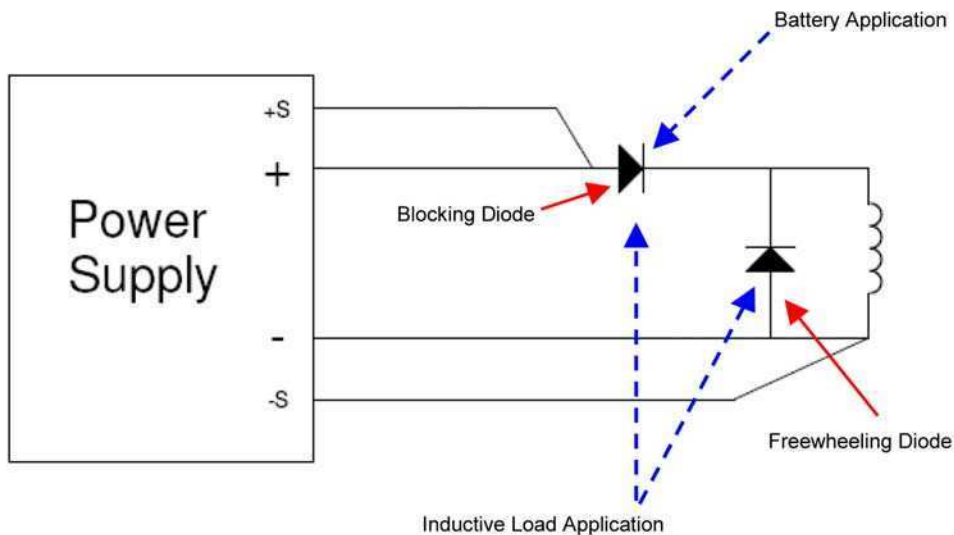 Battery Application
+S
+
Blocking Diode
Power
Supply
-
-S
Freewheeling Diode
Inductive Load Application